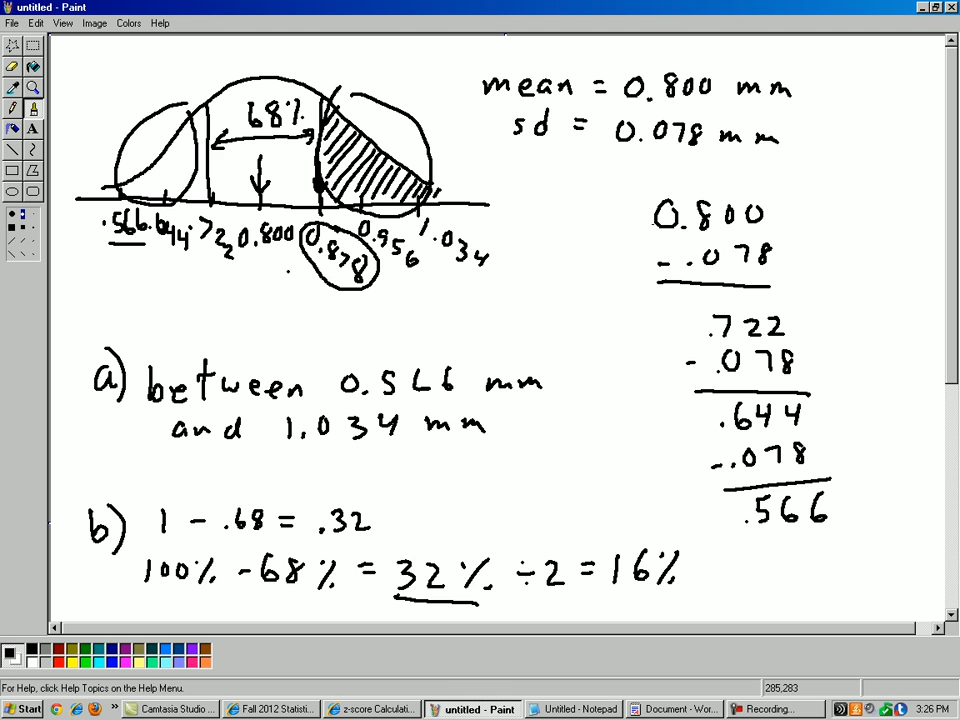 untitled - Paint
File Edit View Image Colors Help
68%
.566 .644 .722 0.800 0.878 0.956 1.034
mean = 0.800 mm
sd = 0.078 mm
0.800
- .078
.722
- .078
.644
- .078
.566
a) between 0.566 mm
and 1.034 mm
b) 1 - .68 = .32
100% - 68% = 32% ÷ 2 = 16%
For Help, click Help Topics on the Help Menu.
285,283
Start
Camtasia Studio ...
Fall 2012 Statisti...
z-score Calculati...
untitled - Paint
Untitled - Notepad
Document - Wor...
Recording...
3:26 PM